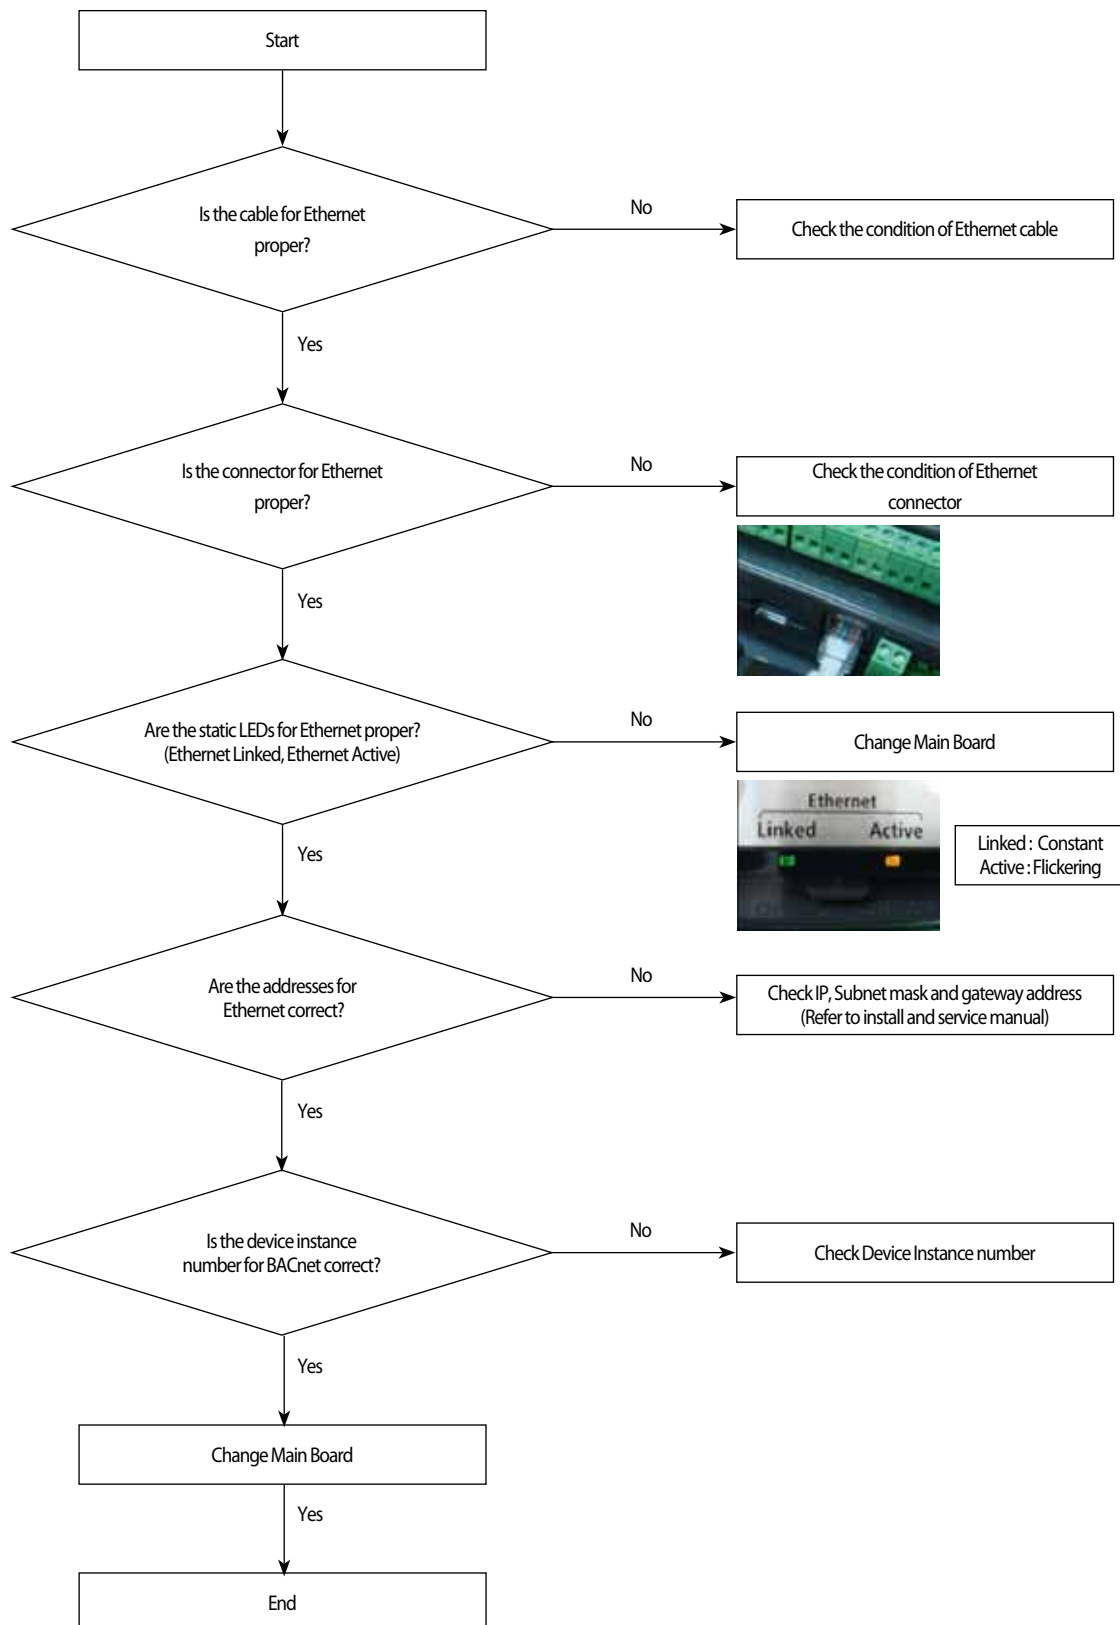 Start
Is the cable for Ethernet
proper?
No
Check the condition of Ethernet cable
Yes
Is the connector for Ethernet
proper?
No
Check the condition of Ethernet
connector
Yes
Are the static LEDs for Ethernet proper?
(Ethernet Linked, Ethernet Active)
No
Change Main Board
Ethernet
Linked Active
Linked : Constant
Active : Flickering
Yes
Are the addresses for
Ethernet correct?
No
Check IP, Subnet mask and gateway address
(Refer to install and service manual)
Yes
Is the device instance
number for BACnet correct?
No
Check Device Instance number
Yes
Change Main Board
Yes
End